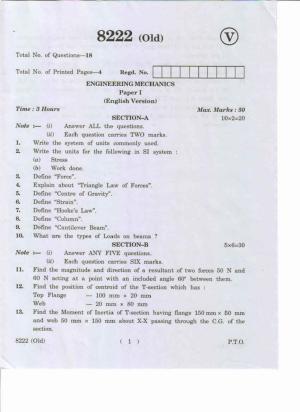 8222 (Old)
V
Total No. of Questions—18
Total No. of Printed Pages—4 Regd. No.
ENGINEERING MECHANICS
Paper I
(English Version)
Time : 3 Hours Max. Marks : 50
SECTION-A 10×2=20
Note :— (i) Answer ALL the questions.
(ii) Each question carries TWO marks.
1. Write the system of units commonly used.
2. Write the units for the following in SI system :
(a) Stress
(b) Work done.
3. Define "Force".
4. Explain about "Triangle Law of Forces".
5. Define "Centre of Gravity".
6. Define "Strain".
7. Define "Hooke's Law".
8. Define "Column".
9. Define "Cantilever Beam".
10. What are the types of Loads on beams ?
SECTION-B 5×6=30
Note :— (i) Answer ANY FIVE questions.
(ii) Each question carries SIX marks.
11. Find the magnitude and direction of a resultant of two forces 50 N and
60 N acting at a point with an included angle 60° between them.
12. Find the position of centroid of the T-section which has :
Top Flange — 100 mm × 20 mm
Web — 20 mm × 80 mm
13. Find the Moment of Inertia of T-section having flange 150 mm × 50 mm
and web 50 mm × 150 mm about X-X passing through the C.G. of the
section.
8222 (Old) ( 1 ) P.T.O.